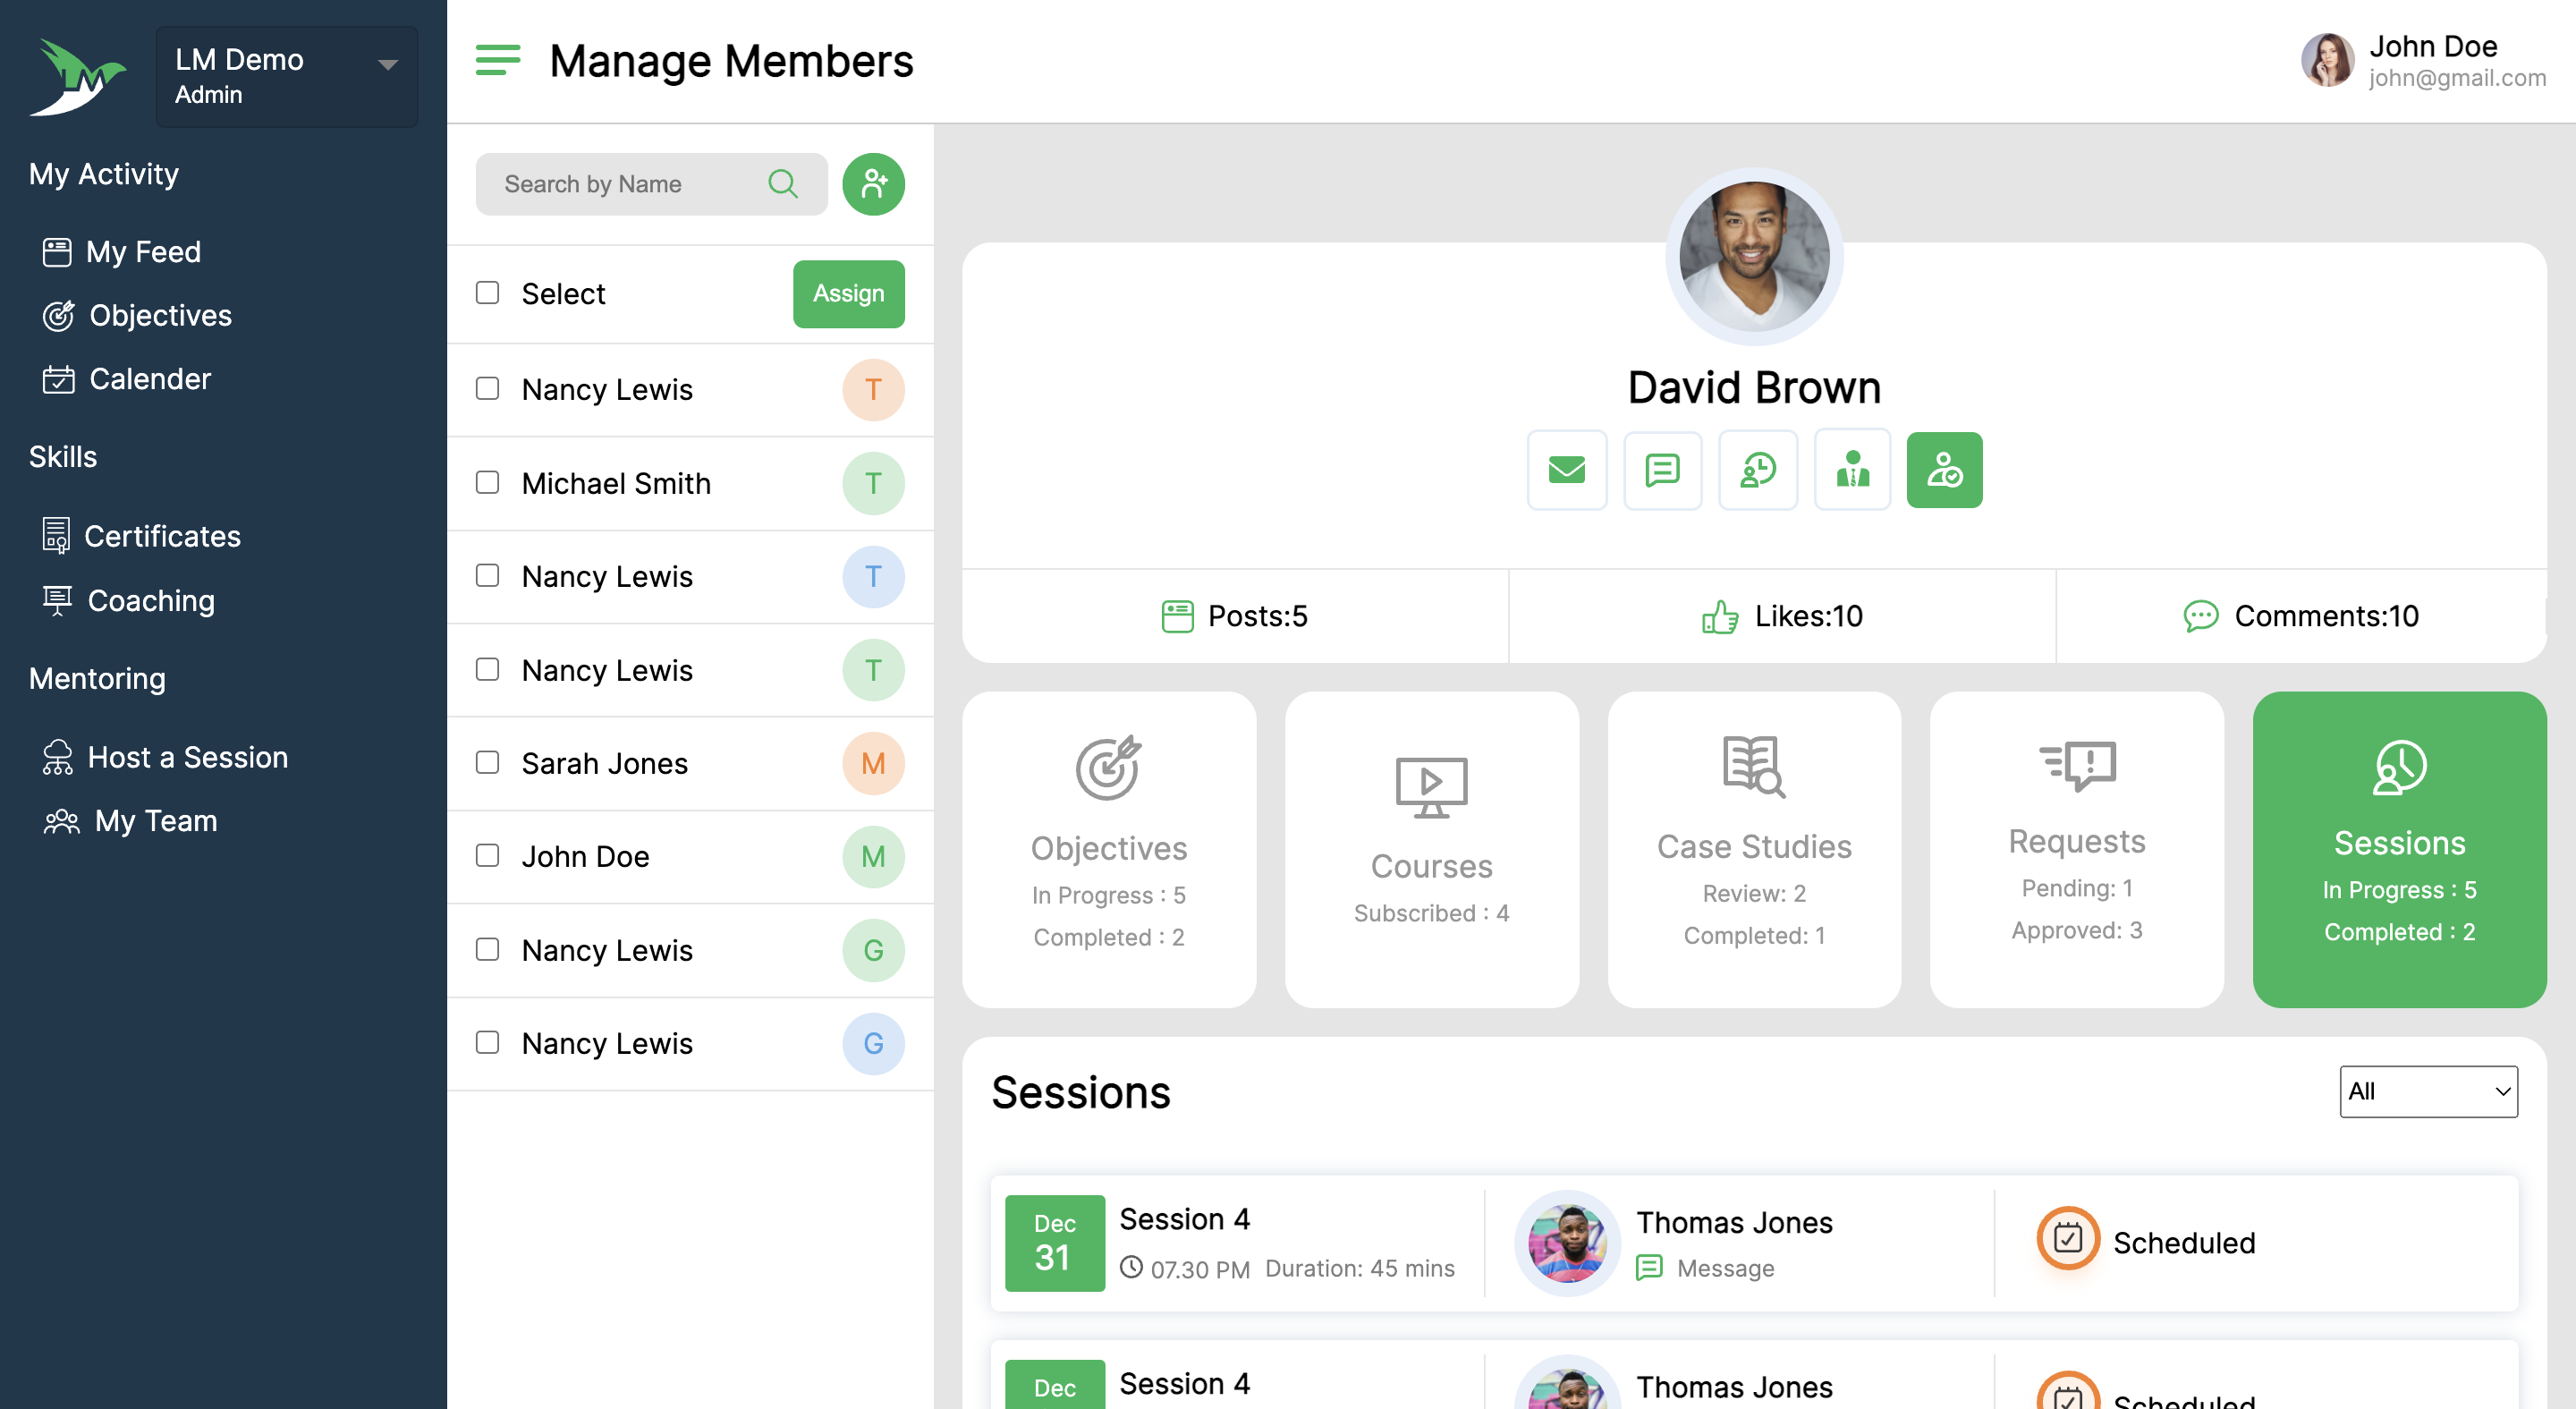 LM Demo
Admin
My Activity
My Feed
Objectives
Calender
Skills
Certificates
Coaching
Mentoring
Host a Session
My Team
Manage Members
John Doe
john@gmail.com
Search by Name
Select
Assign
Nancy Lewis T
Michael Smith T
Nancy Lewis T
Nancy Lewis T
Sarah Jones M
John Doe M
Nancy Lewis G
Nancy Lewis G
David Brown
Posts:5
Likes:10
Comments:10
Objectives
In Progress : 5
Completed : 2
Courses
Subscribed : 4
Case Studies
Review: 2
Completed: 1
Requests
Pending: 1
Approved: 3
Sessions
In Progress : 5
Completed : 2
Sessions
All
Dec
31
Session 4
07.30 PM Duration: 45 mins
Thomas Jones
Message
Scheduled
Dec
Session 4
Thomas Jones
Scheduled